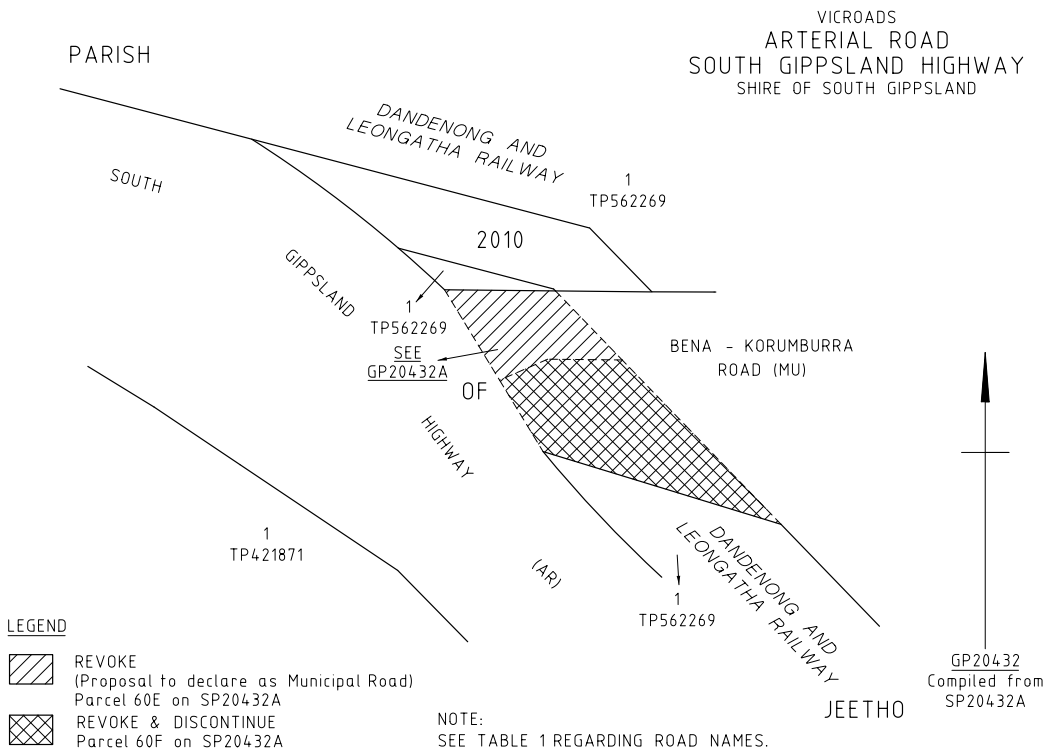 VICROADS
ARTERIAL ROAD
SOUTH GIPPSLAND HIGHWAY
SHIRE OF SOUTH GIPPSLAND
PARISH
DANDENONG AND
LEONGATHA RAILWAY
SOUTH
1
TP562269
2010
GIPPSLAND
1
TP562269
SEE
GP20432A
BENA - KORUMBURRA
ROAD (MU)
OF
HIGHWAY
1
TP421871
(AR)
DANDENONG AND
LEONGATHA RAILWAY
1
TP562269
LEGEND
REVOKE
(Proposal to declare as Municipal Road)
Parcel 60E on SP20432A
REVOKE & DISCONTINUE
Parcel 60F on SP20432A
NOTE:
SEE TABLE 1 REGARDING ROAD NAMES.
JEETHO
GP20432
Compiled from
SP20432A